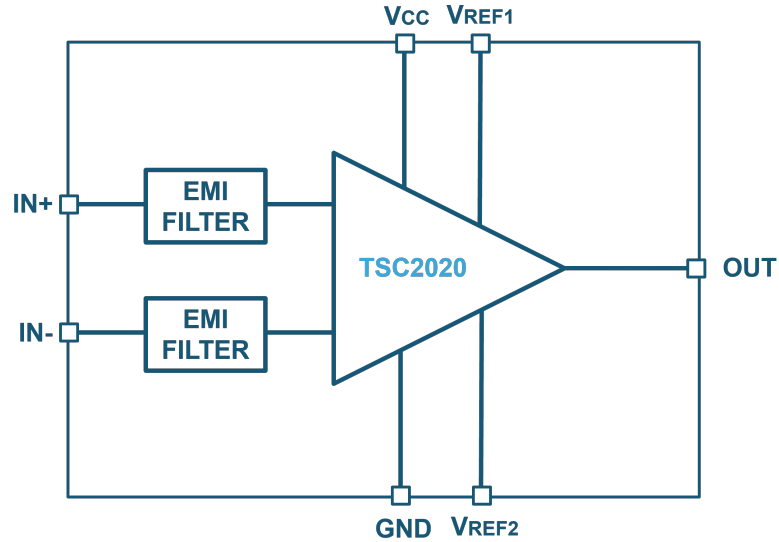 VCC
VREF1
IN+
EMI
FILTER
TSC2020
OUT
IN-
EMI
FILTER
GND
VREF2